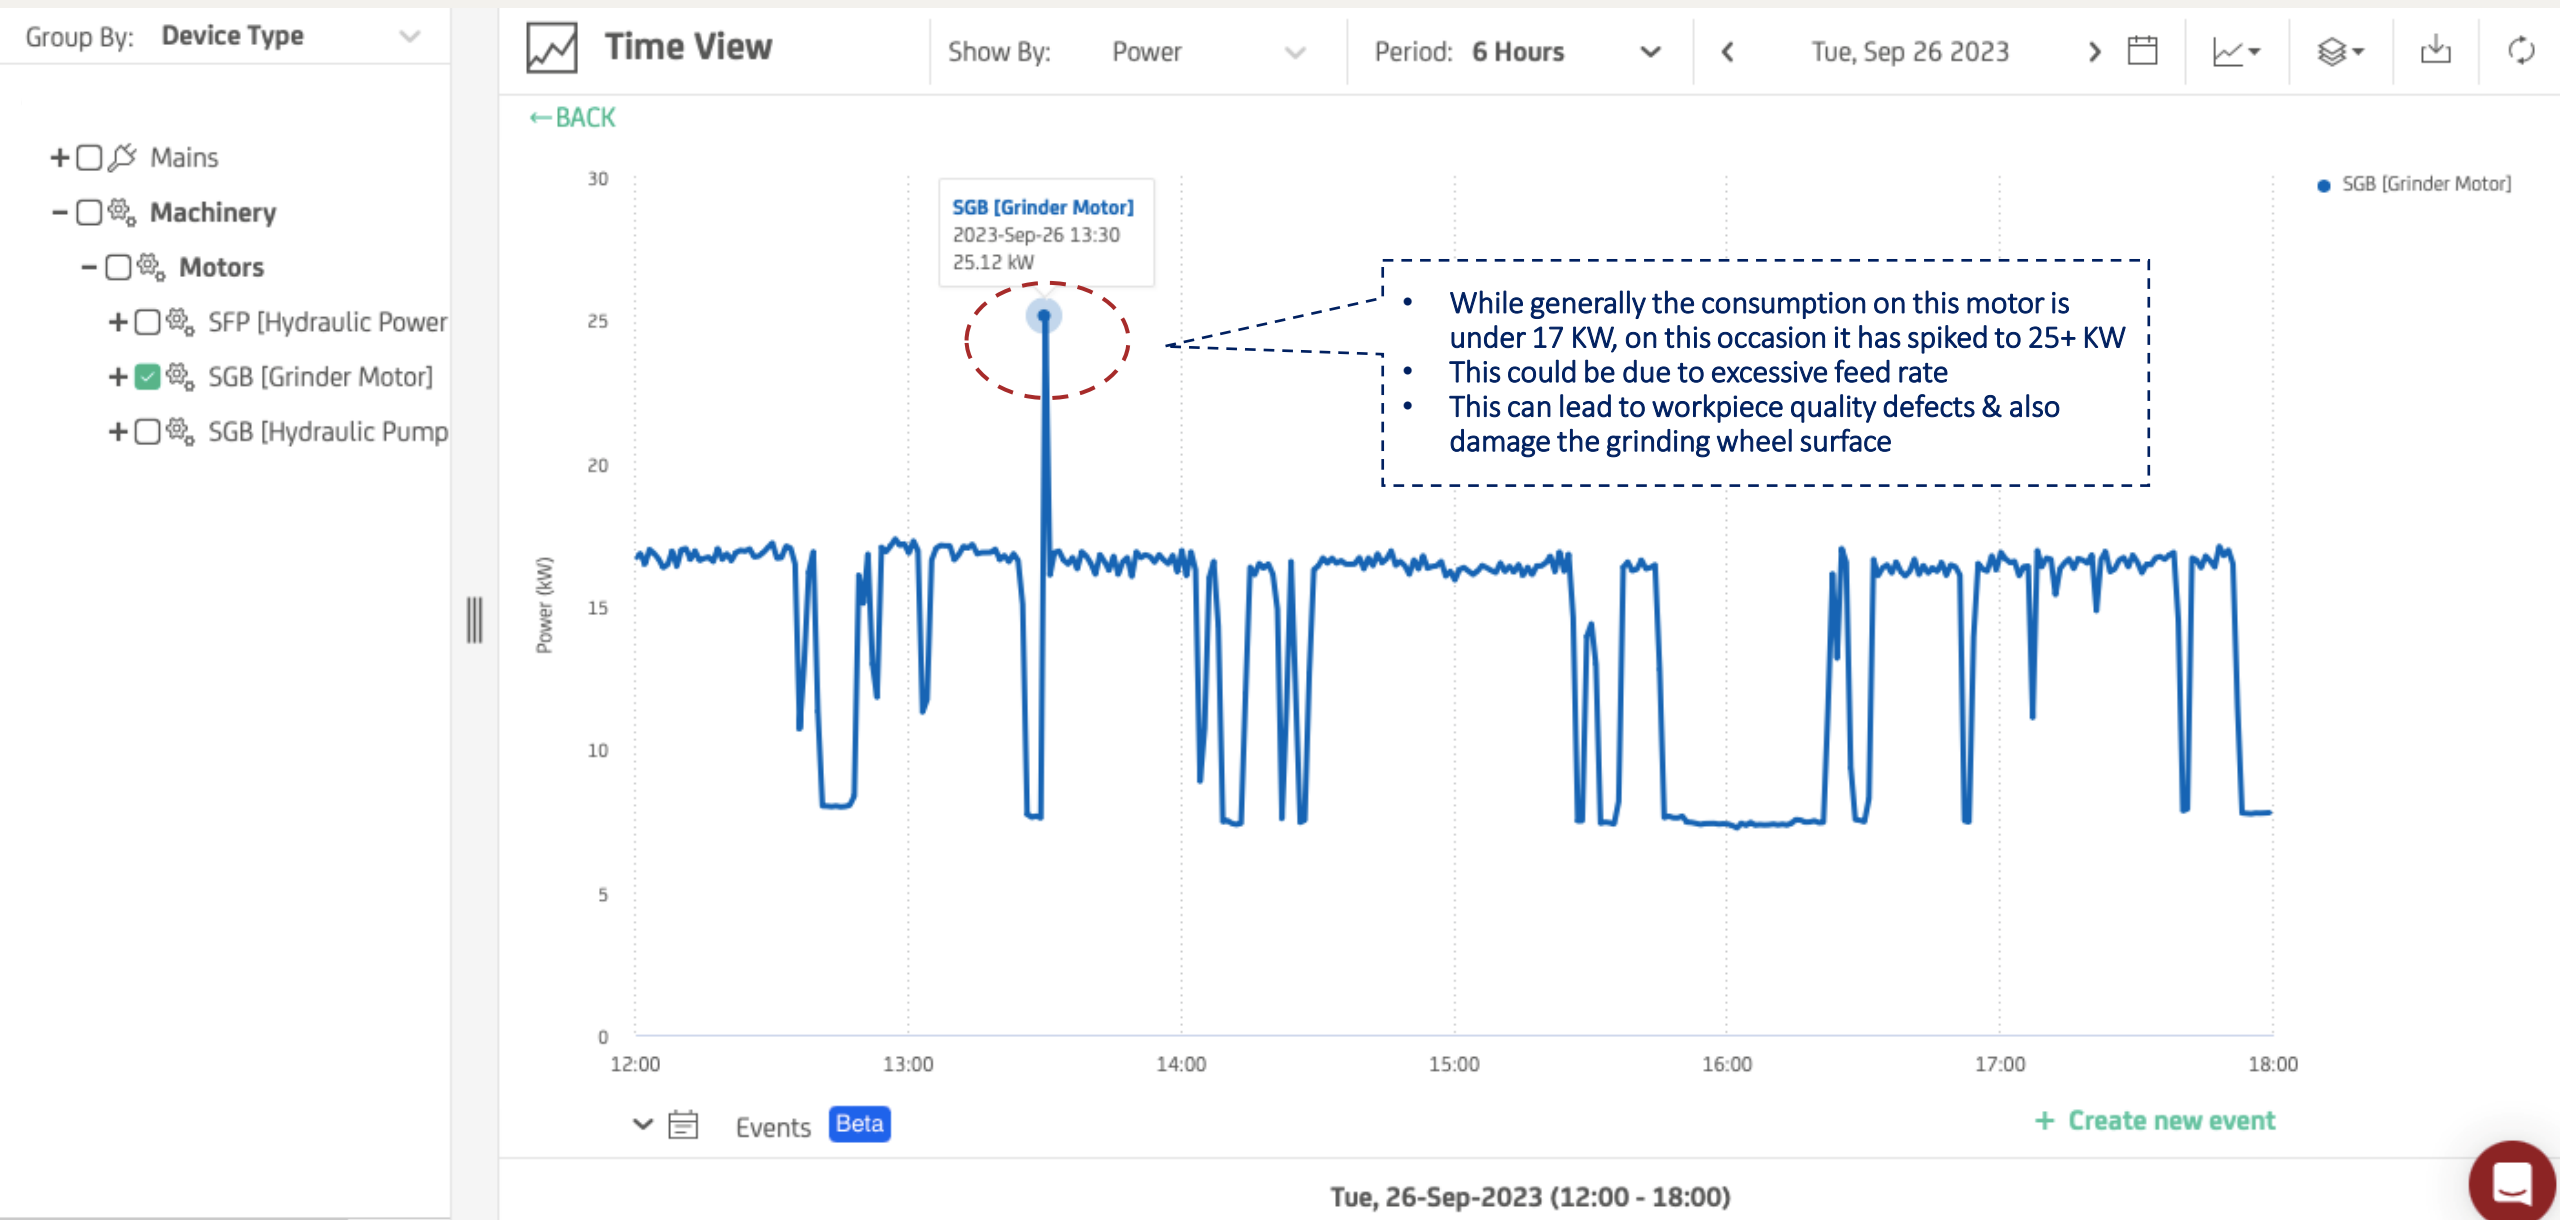 Group By: Device Type
Time View
Show By: Power
Period: 6 Hours
Tue, Sep 26 2023
←BACK
+ Mains
− Machinery
− Motors
+ SFP [Hydraulic Power
+ SGB [Grinder Motor]
+ SGB [Hydraulic Pump
SGB [Grinder Motor]
2023-Sep-26 13:30
25.12 kW
• While generally the consumption on this motor is
under 17 KW, on this occasion it has spiked to 25+ KW
• This could be due to excessive feed rate
• This can lead to workpiece quality defects & also
damage the grinding wheel surface
SGB [Grinder Motor]
Power (kW)
30
25
20
15
10
5
0
12:00 13:00 14:00 15:00 16:00 17:00 18:00
Events Beta
+ Create new event
Tue, 26-Sep-2023 (12:00 - 18:00)